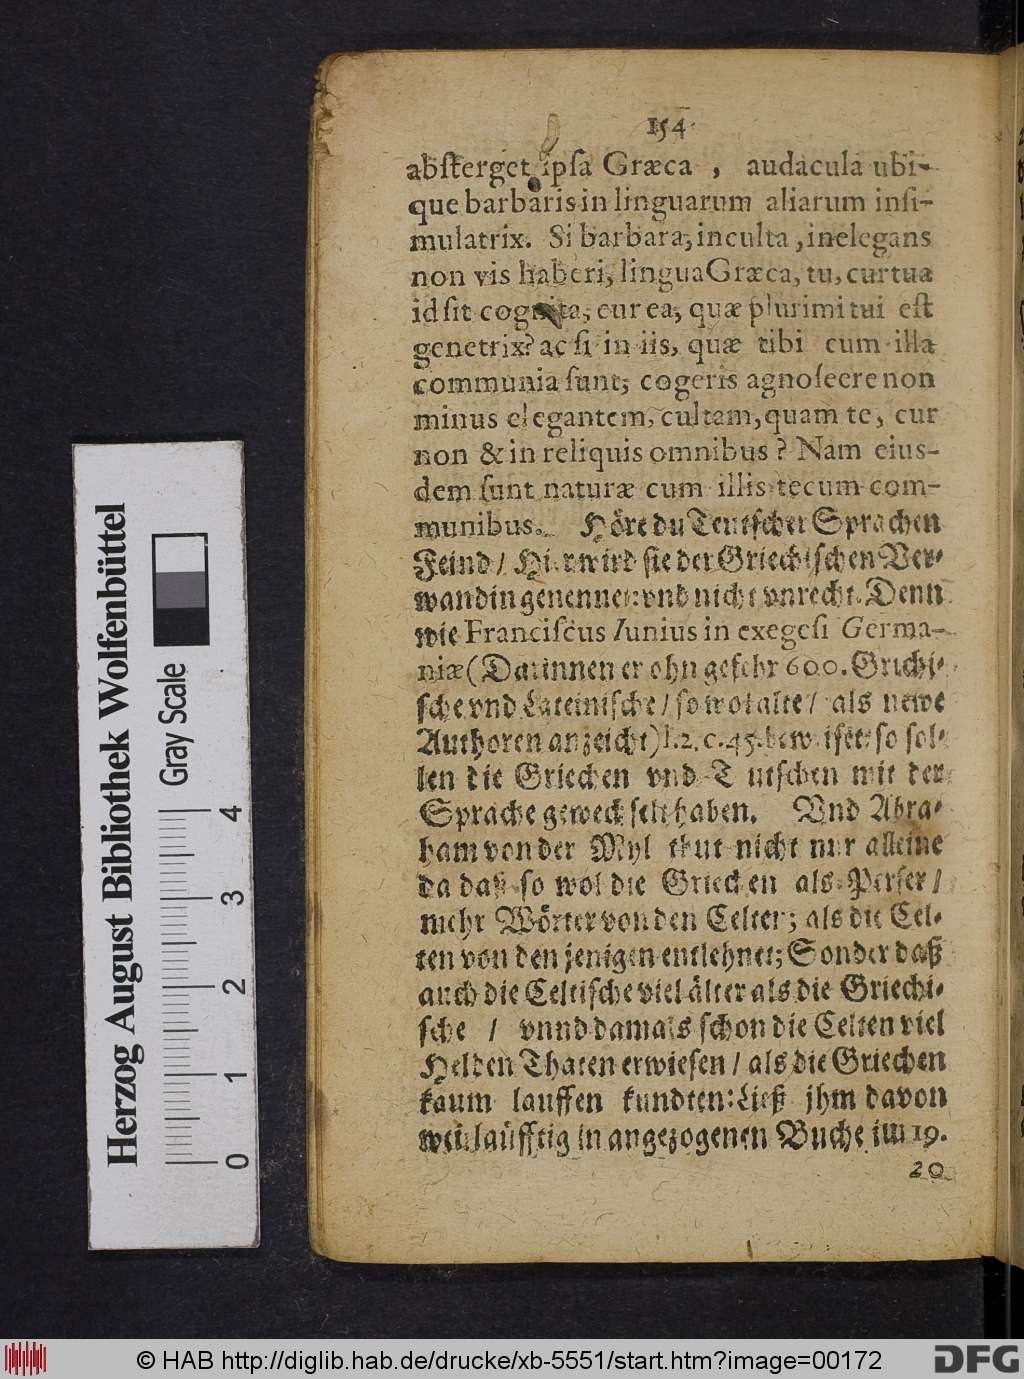 154.
abſterget ipſa Græca , audacula ubi-
que barbaris in linguarum aliarum inſi-
mulatrix. Si barbara, inculta, inelegans
non vis haberi, lingua Græca, tu, cur tua
id ſit cognita, cur ea, quæ plurimi tui eſt
genetrix? ac ſi in iis, quæ tibi cum illa
communia ſunt, cogeris agnoſcere non
minus elegantem, cultam, quam te, cur
non & in reliquis omnibus? Nam eius-
dem ſunt naturæ cum illis tecum com-
munibus. Höre du Teutſcher Sprachen
Feind / Hier wird ſie der Griechiſchen Ver-
wandin genennet: vnd nicht vnrecht. Denn
wie Franciſcus Iunius in exegeſi Germa-
niæ (Darinnen er ohn gefehr 600. Grichi-
ſche vnd Lateiniſche / ſo wol alte / als newe
Authoren anzeicht) l. 2. c. 45. beweiſet: ſo ſol-
len die Griechen vnd Teutſchen mit der
Sprache geweckſelt haben. Vnd Abra-
ham von der Myl thut nicht nur alleine
da daß ſo wol die Griechen als Perſer /
mehr Wörter von den Celten; als die Cel-
ten von den jenigen entlehnet; Sonder daß
auch die Celtiſche viel älter als die Griechi-
ſche / vnnd damals ſchon die Celten viel
Helden Thaten erwieſen / als die Griechen
kaum lauffen kundten: Ließ jhm davon
weitläufftig in angezogenen Buche im 19.
20
Herzog August Bibliothek Wolfenbüttel
Gray Scale
0 1 2 3 4
© HAB http://diglib.hab.de/drucke/xb-5551/start.htm?image=00172
DFG